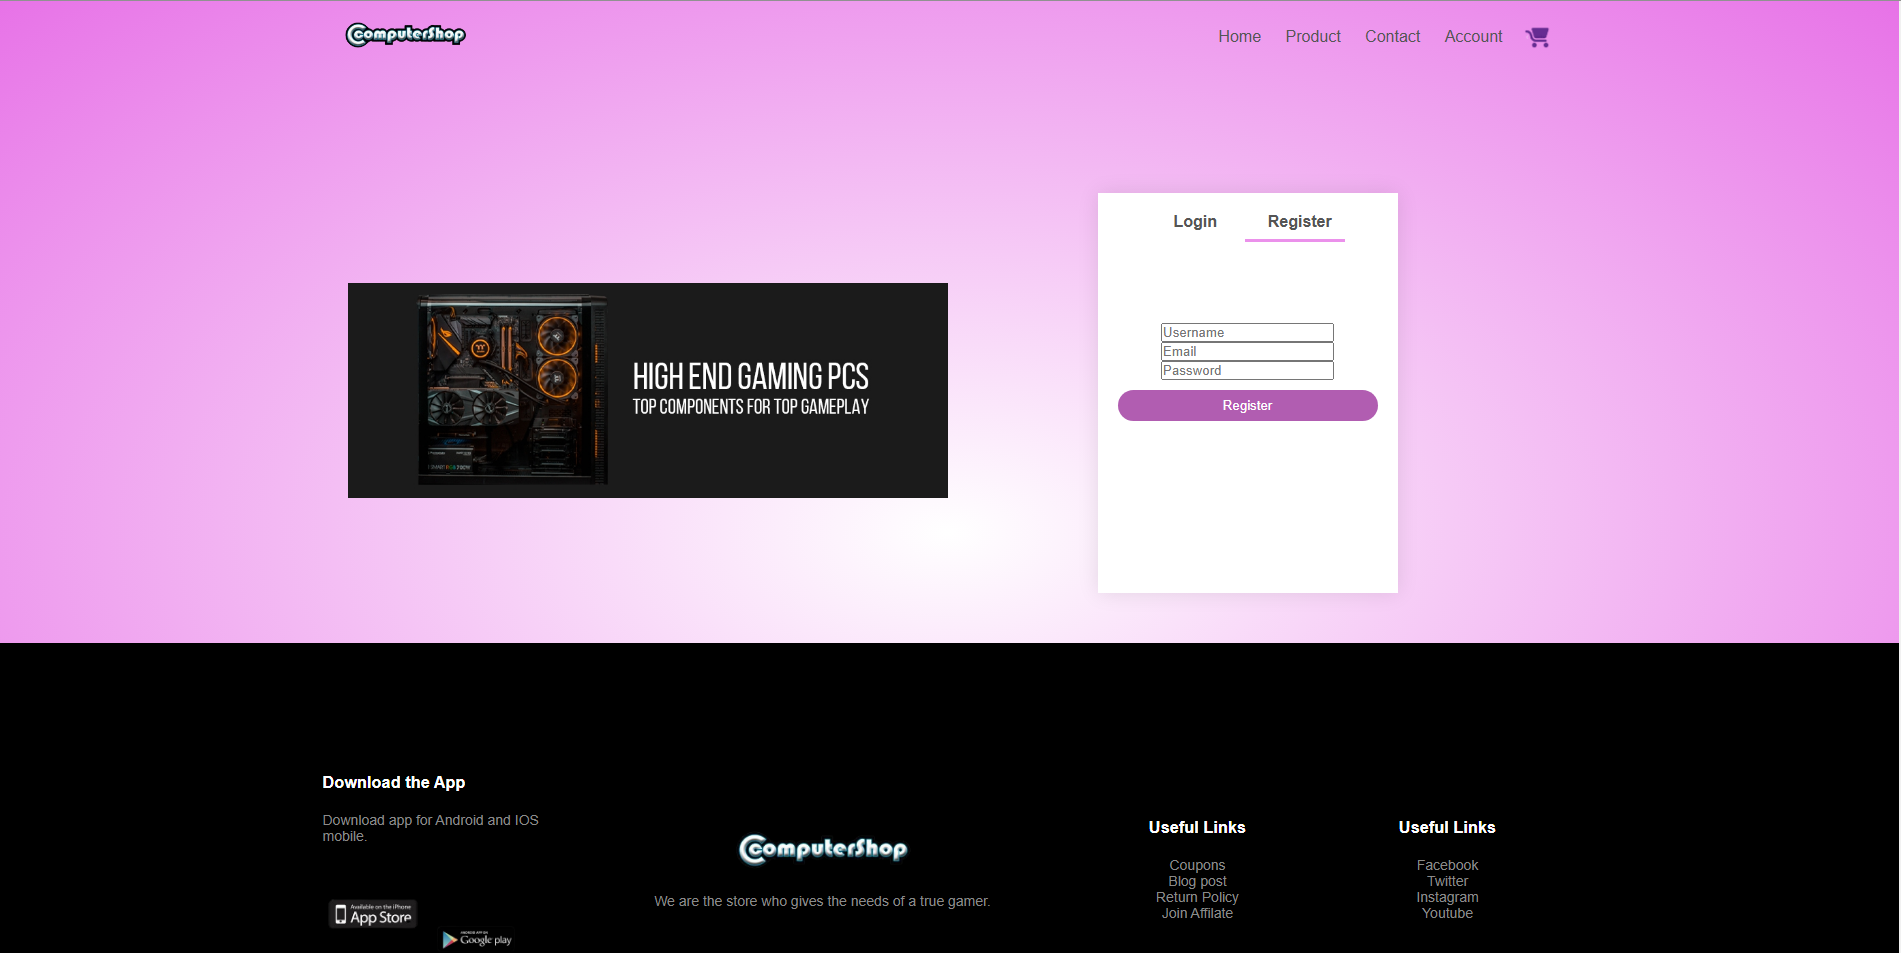 ComputerShop
Home
Product
Contact
Account
Login
Register
HIGH END GAMING PCS
TOP COMPONENTS FOR TOP GAMEPLAY
Username
Email
Password
Register
Download the App
Download app for Android and IOS
mobile.
Available on the iPhone
App Store
ANDROID APP ON
Google play
ComputerShop
We are the store who gives the needs of a true gamer.
Useful Links
Coupons
Blog post
Return Policy
Join Affilate
Useful Links
Facebook
Twitter
Instagram
Youtube